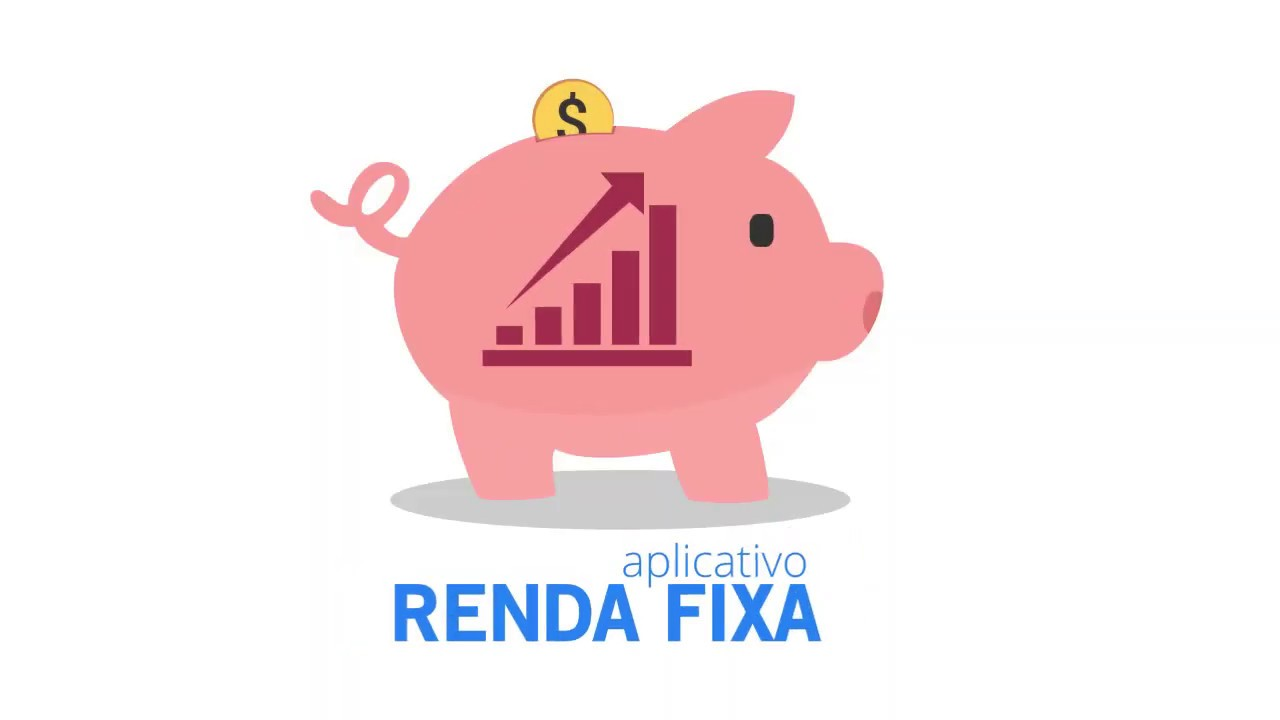 $
aplicativo
RENDA FIXA